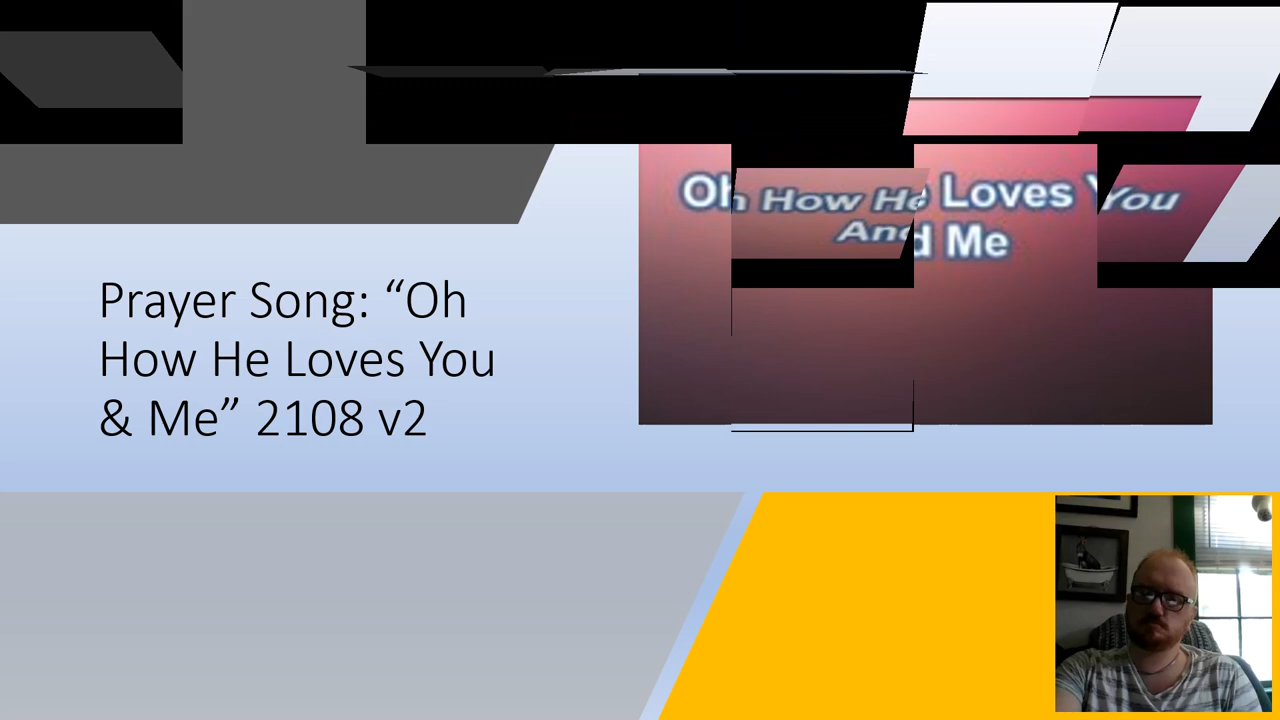 Oh How He Loves You
And Me
Prayer Song: “Oh
How He Loves You
& Me” 2108 v2